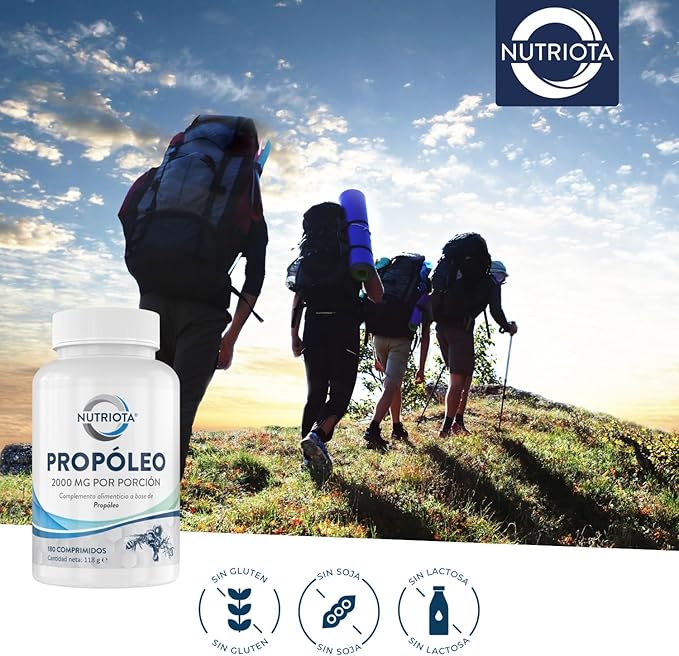 NUTRIOTA
NUTRIOTA®
PROPÓLEO
2000 MG POR PORCIÓN
Complemento alimenticio a base de
Propóleo
180 COMPRIMIDOS
Cantidad neta: 118 g ℮
SIN GLUTEN
SIN GLUTEN
SIN SOJA
SIN SOJA
SIN LACTOSA
SIN LACTOSA